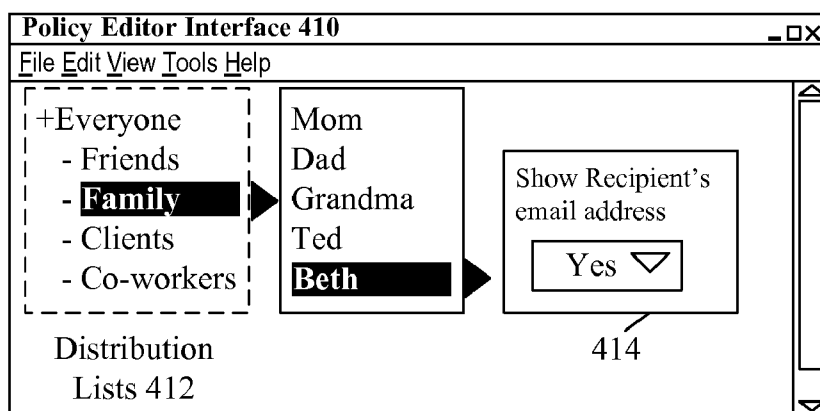 Policy Editor Interface 410
File Edit View Tools Help
+Everyone
- Friends
- Family
- Clients
- Co-workers
Distribution
Lists 412
Mom
Dad
Grandma
Ted
Beth
Show Recipient's
email address
Yes
414